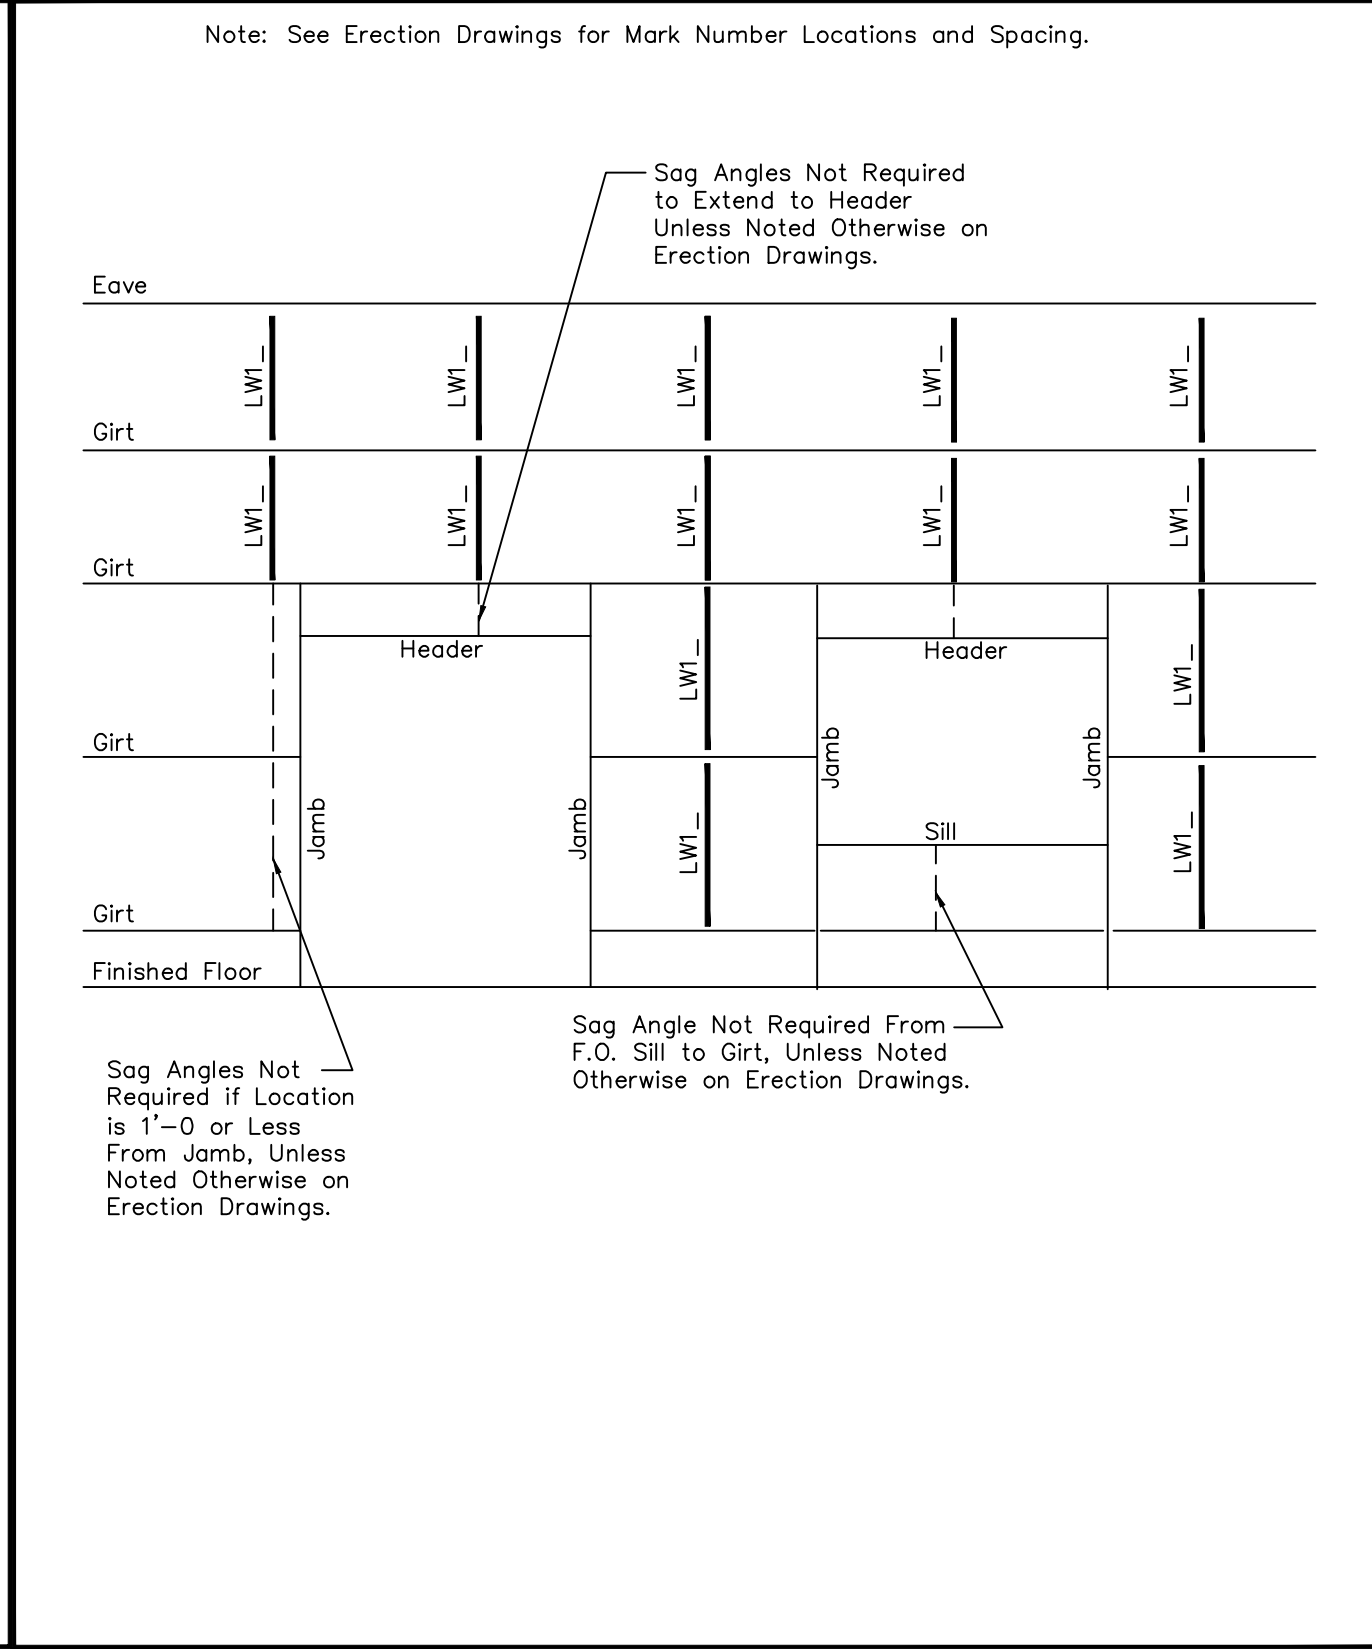 Note: See Erection Drawings for Mark Number Locations and Spacing.
Sag Angles Not Required
to Extend to Header
Unless Noted Otherwise on
Erection Drawings.
Eave
LW1_
LW1_
LW1_
LW1_
LW1_
Girt
LW1_
LW1_
LW1_
LW1_
LW1_
Girt
Header
Header
LW1_
LW1_
Girt
Jamb
Jamb
Jamb
Jamb
Sill
LW1_
LW1_
Girt
Finished Floor
Sag Angle Not Required From
F.O. Sill to Girt, Unless Noted
Otherwise on Erection Drawings.
Sag Angles Not
Required if Location
is 1'-0 or Less
From Jamb, Unless
Noted Otherwise on
Erection Drawings.